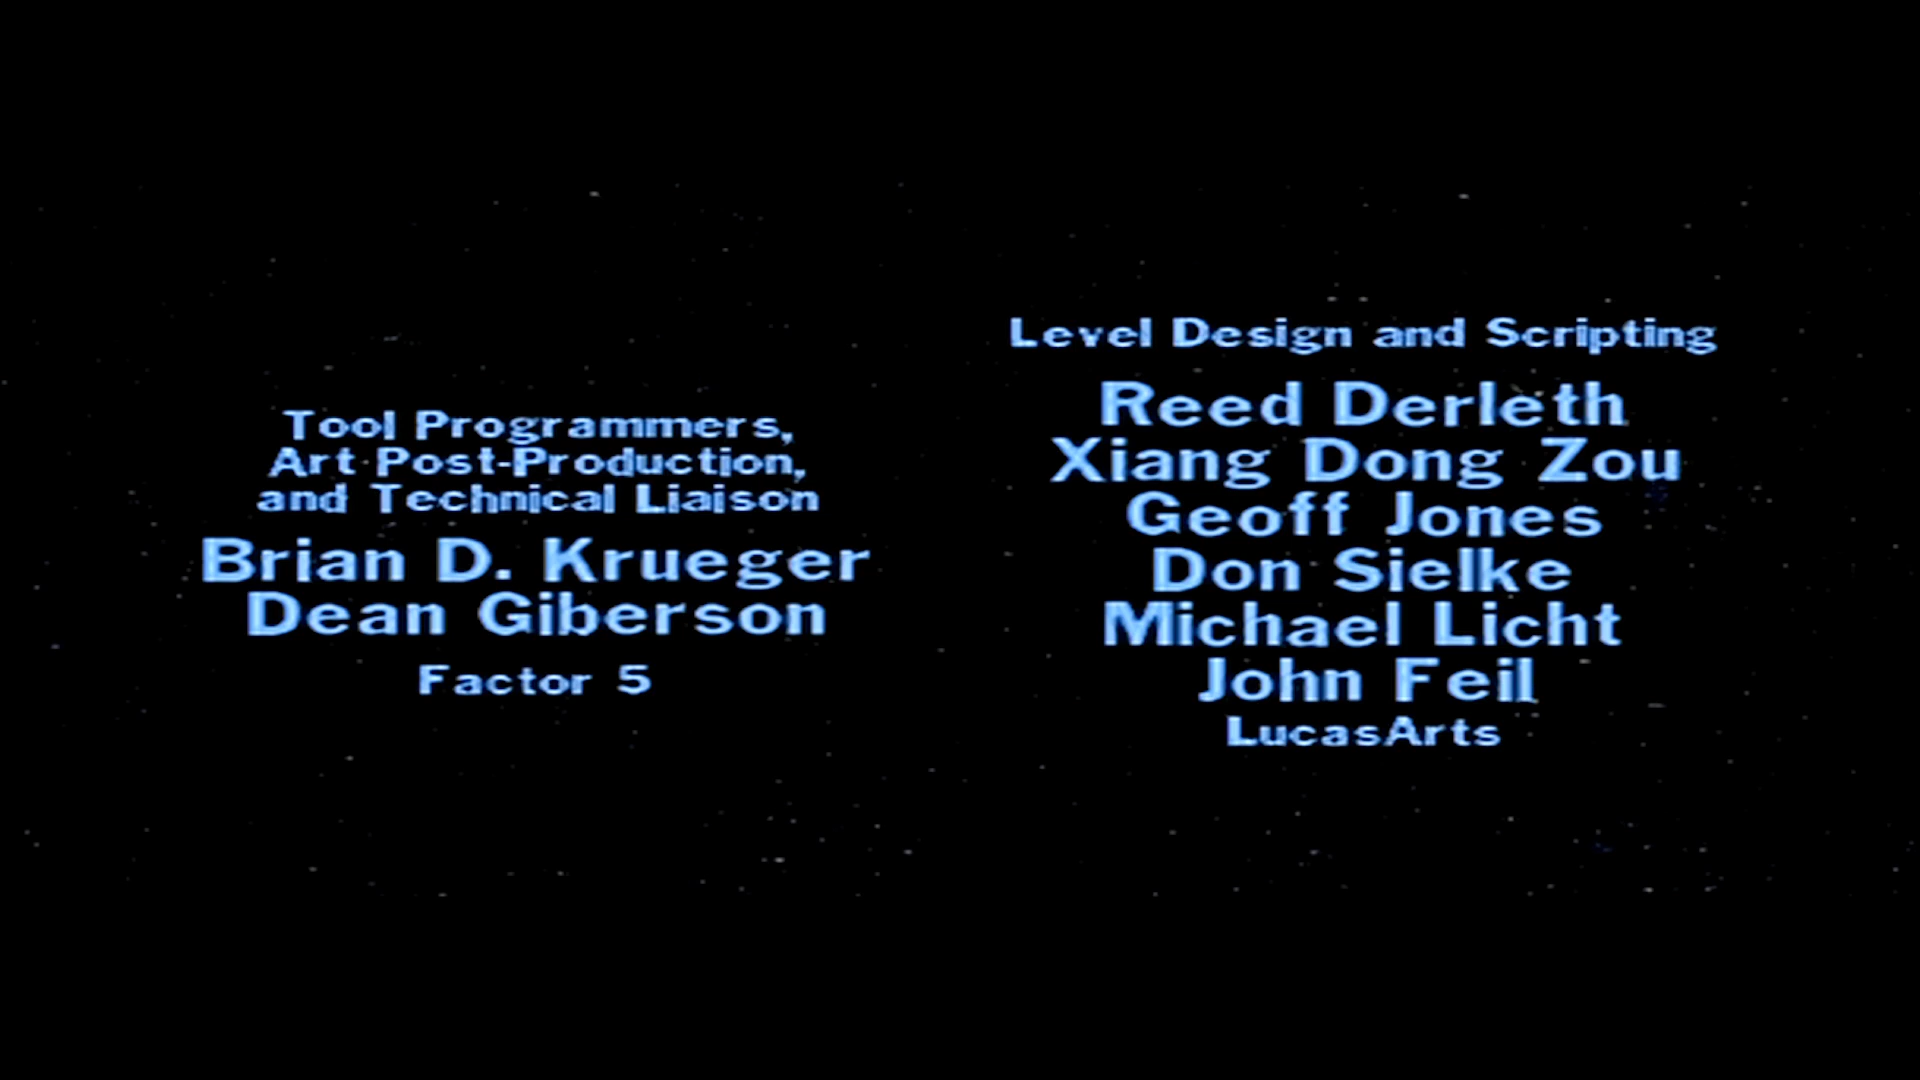 Tool Programmers,
Art Post-Production,
and Technical Liaison
Brian D. Krueger
Dean Giberson
Factor 5
Level Design and Scripting
Reed Derleth
Xiang Dong Zou
Geoff Jones
Don Sielke
Michael Licht
John Feil
LucasArts